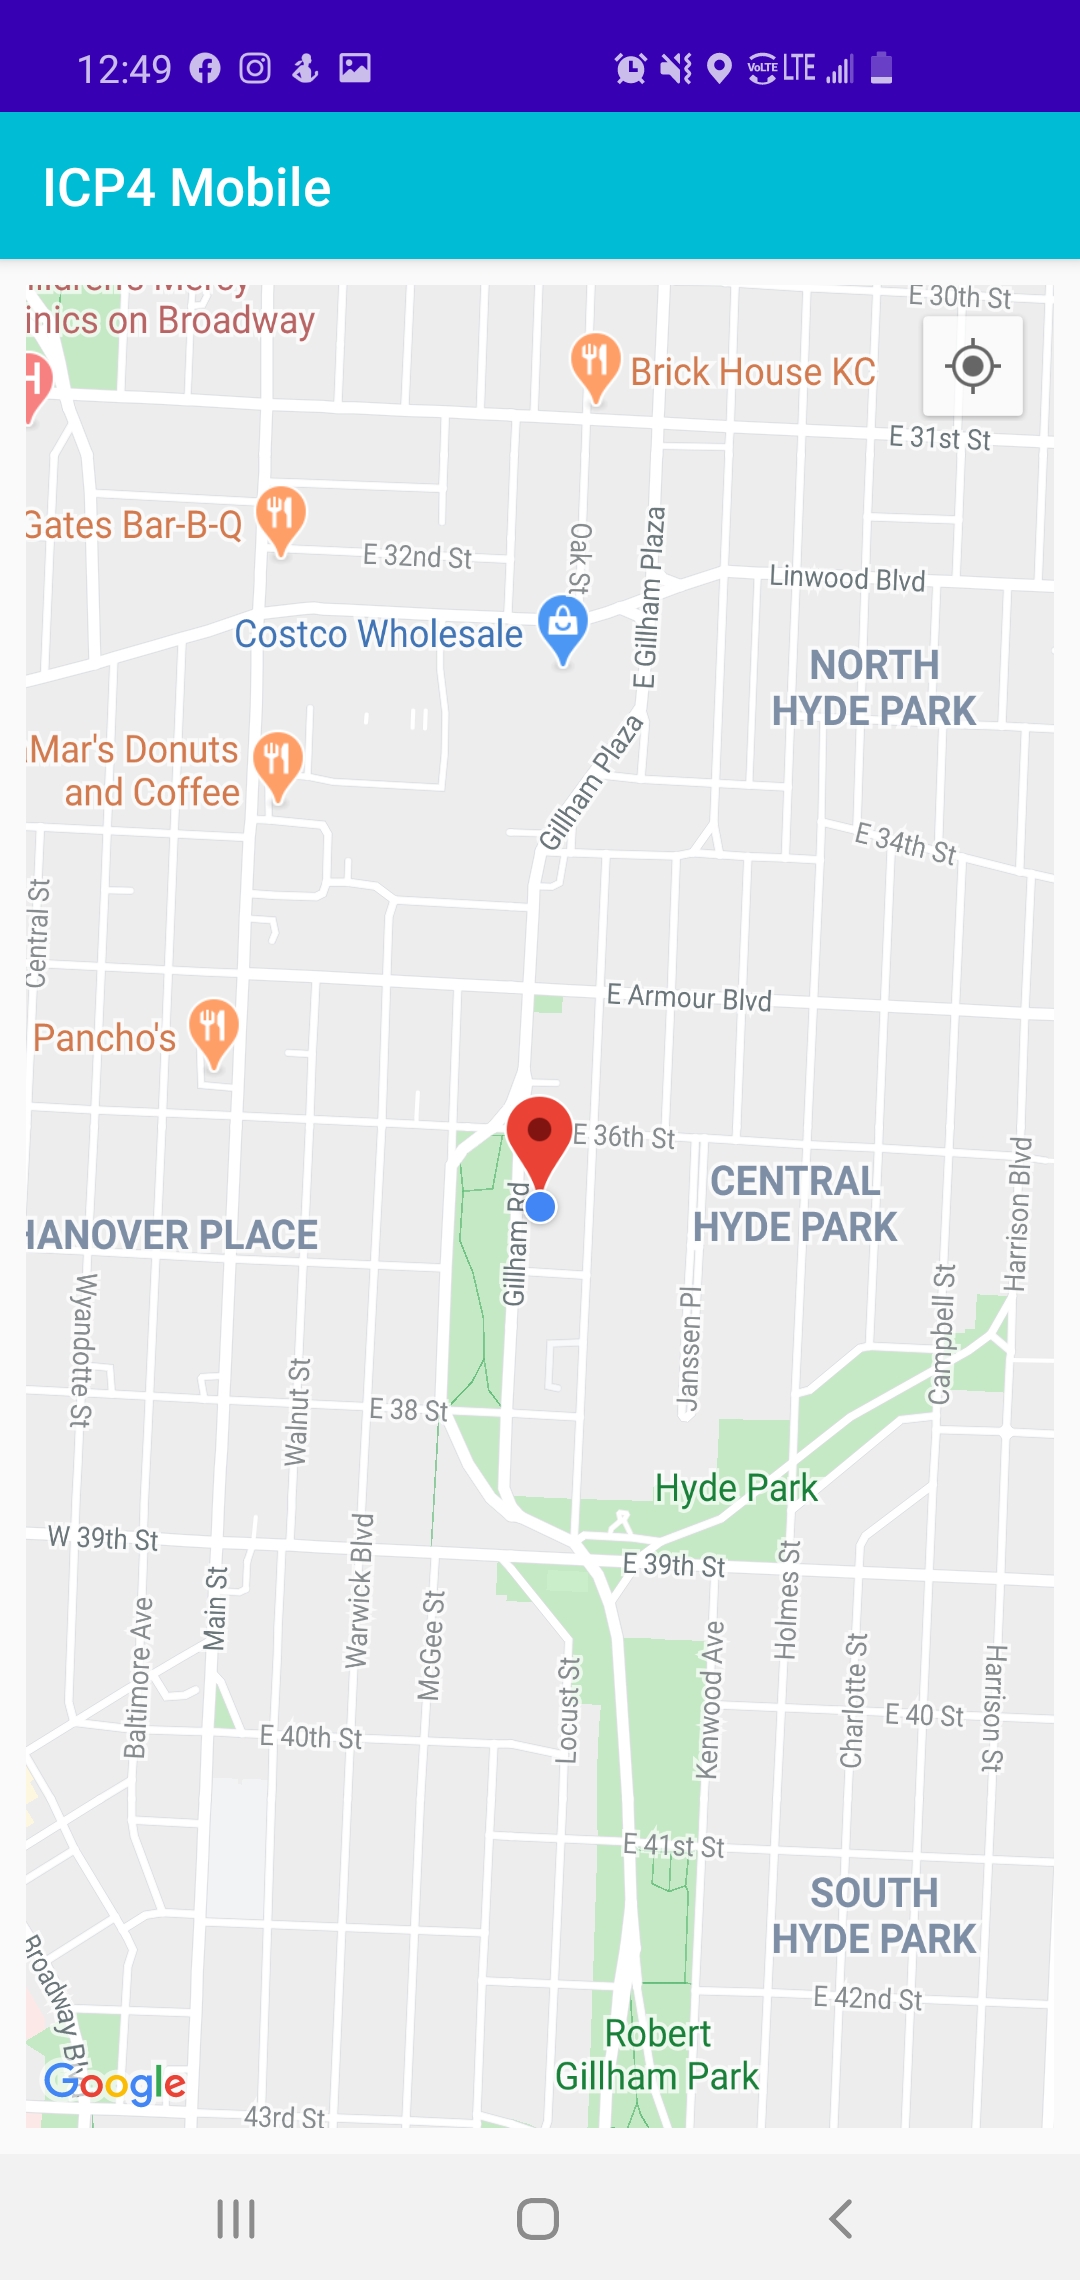 12:49
VoLTE LTE
ICP4 Mobile
inics on Broadway
E 30th St
Brick House KC
E 31st St
Gates Bar-B-Q
E 32nd St
Oak St
E Gillham Plaza
Linwood Blvd
Costco Wholesale
NORTH
HYDE PARK
Mar's Donuts
and Coffee
Gillham Plaza
E 34th St
Central St
E Armour Blvd
Pancho's
E 36th St
CENTRAL
HYDE PARK
Harrison Blvd
HANOVER PLACE
Gillham Rd
Wyandotte St
Janssen Pl
Campbell St
Walnut St
E 38 St
Hyde Park
W 39th St
Warwick Blvd
E 39th St
Holmes St
Main St
Baltimore Ave
McGee St
Locust St
Kenwood Ave
Charlotte St
Harrison St
E 40 St
E 40th St
E 41st St
SOUTH
HYDE PARK
Broadway Blv
E 42nd St
Robert
Gillham Park
Google
43rd St